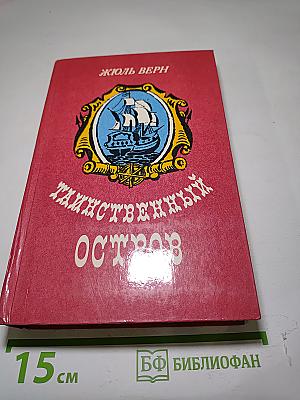 ЖЮЛЬ ВЕРН
ТАИНСТВЕННЫЙ
ОСТРОВ
15 см
БФ БИБЛИОФАН